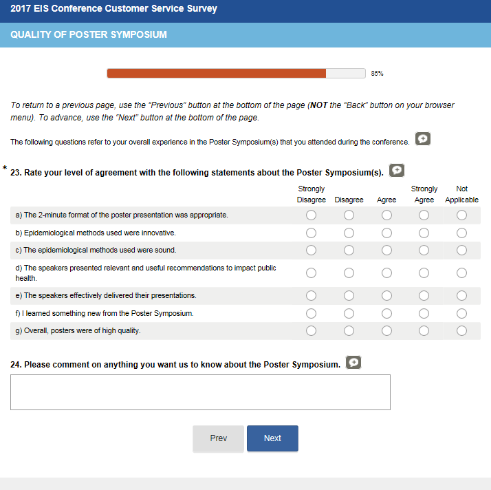 2017 EIS Conference Customer Service Survey
QUALITY OF POSTER SYMPOSIUM
85%
To return to a previous page, use the "Previous" button at the bottom of the page (NOT the "Back" button on your browser
menu). To advance, use the "Next" button at the bottom of the page.
The following questions refer to your overall experience in the Poster Symposium(s) that you attended during the conference.
* 23. Rate your level of agreement with the following statements about the Poster Symposium(s).
Strongly Strongly Not
Disagree Disagree Agree Agree Applicable
a) The 2-minute format of the poster presentation was appropriate.
b) Epidemiological methods used were innovative.
c) The epidemiological methods used were sound.
d) The speakers presented relevant and useful recommendations to impact public
health.
e) The speakers effectively delivered their presentations.
f) I learned something new from the Poster Symposium.
g) Overall, posters were of high quality.
24. Please comment on anything you want us to know about the Poster Symposium.
Prev Next